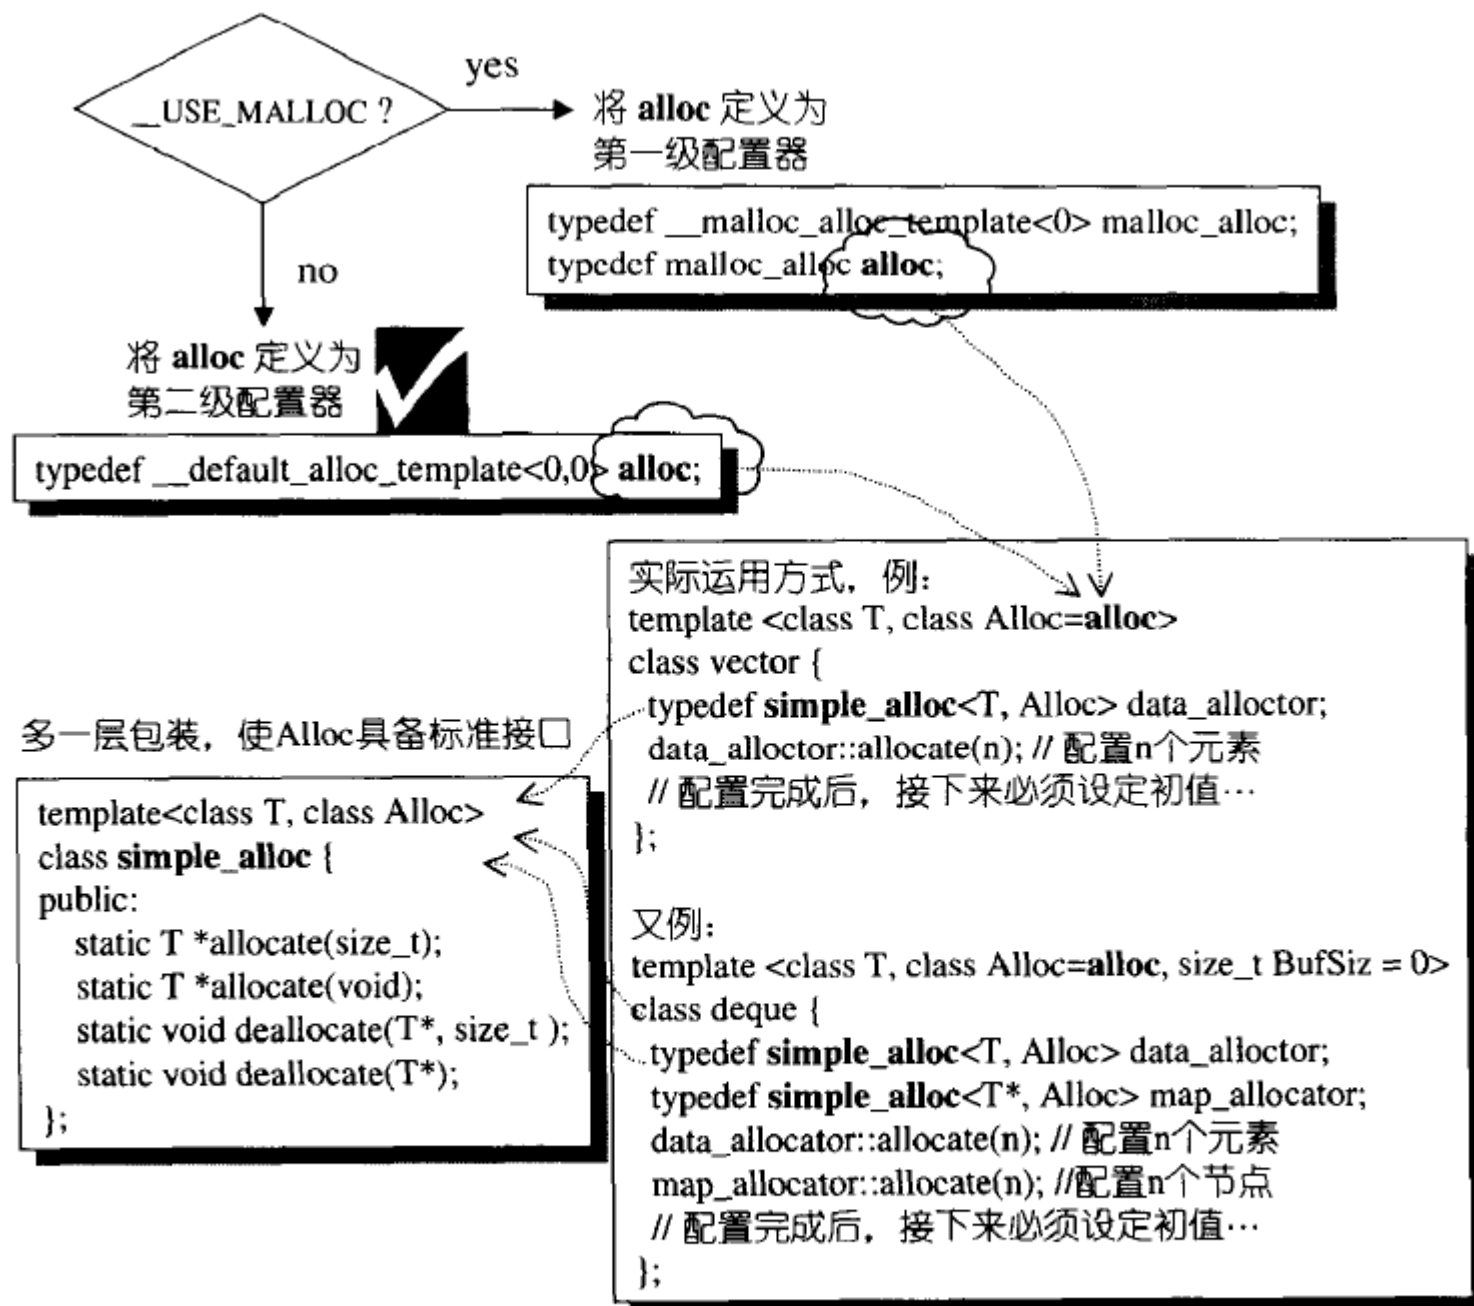 __USE_MALLOC ?
yes
将 alloc 定义为
第一级配置器
typedef __malloc_alloc_template<0> malloc_alloc;
typedef malloc_alloc alloc;
no
将 alloc 定义为
第二级配置器
typedef __default_alloc_template<0,0> alloc;
多一层包装，使Alloc具备标准接口
template<class T, class Alloc>
class simple_alloc {
public:
static T *allocate(size_t);
static T *allocate(void);
static void deallocate(T*, size_t );
static void deallocate(T*);
};
实际运用方式，例：
template <class T, class Alloc=alloc>
class vector {
typedef simple_alloc<T, Alloc> data_alloctor;
data_alloctor::allocate(n); // 配置n个元素
// 配置完成后，接下来必须设定初值…
};
又例：
template <class T, class Alloc=alloc, size_t BufSiz = 0>
class deque {
typedef simple_alloc<T, Alloc> data_alloctor;
typedef simple_alloc<T*, Alloc> map_allocator;
data_allocator::allocate(n); // 配置n个元素
map_allocator::allocate(n); //配置n个节点
// 配置完成后，接下来必须设定初值…
};